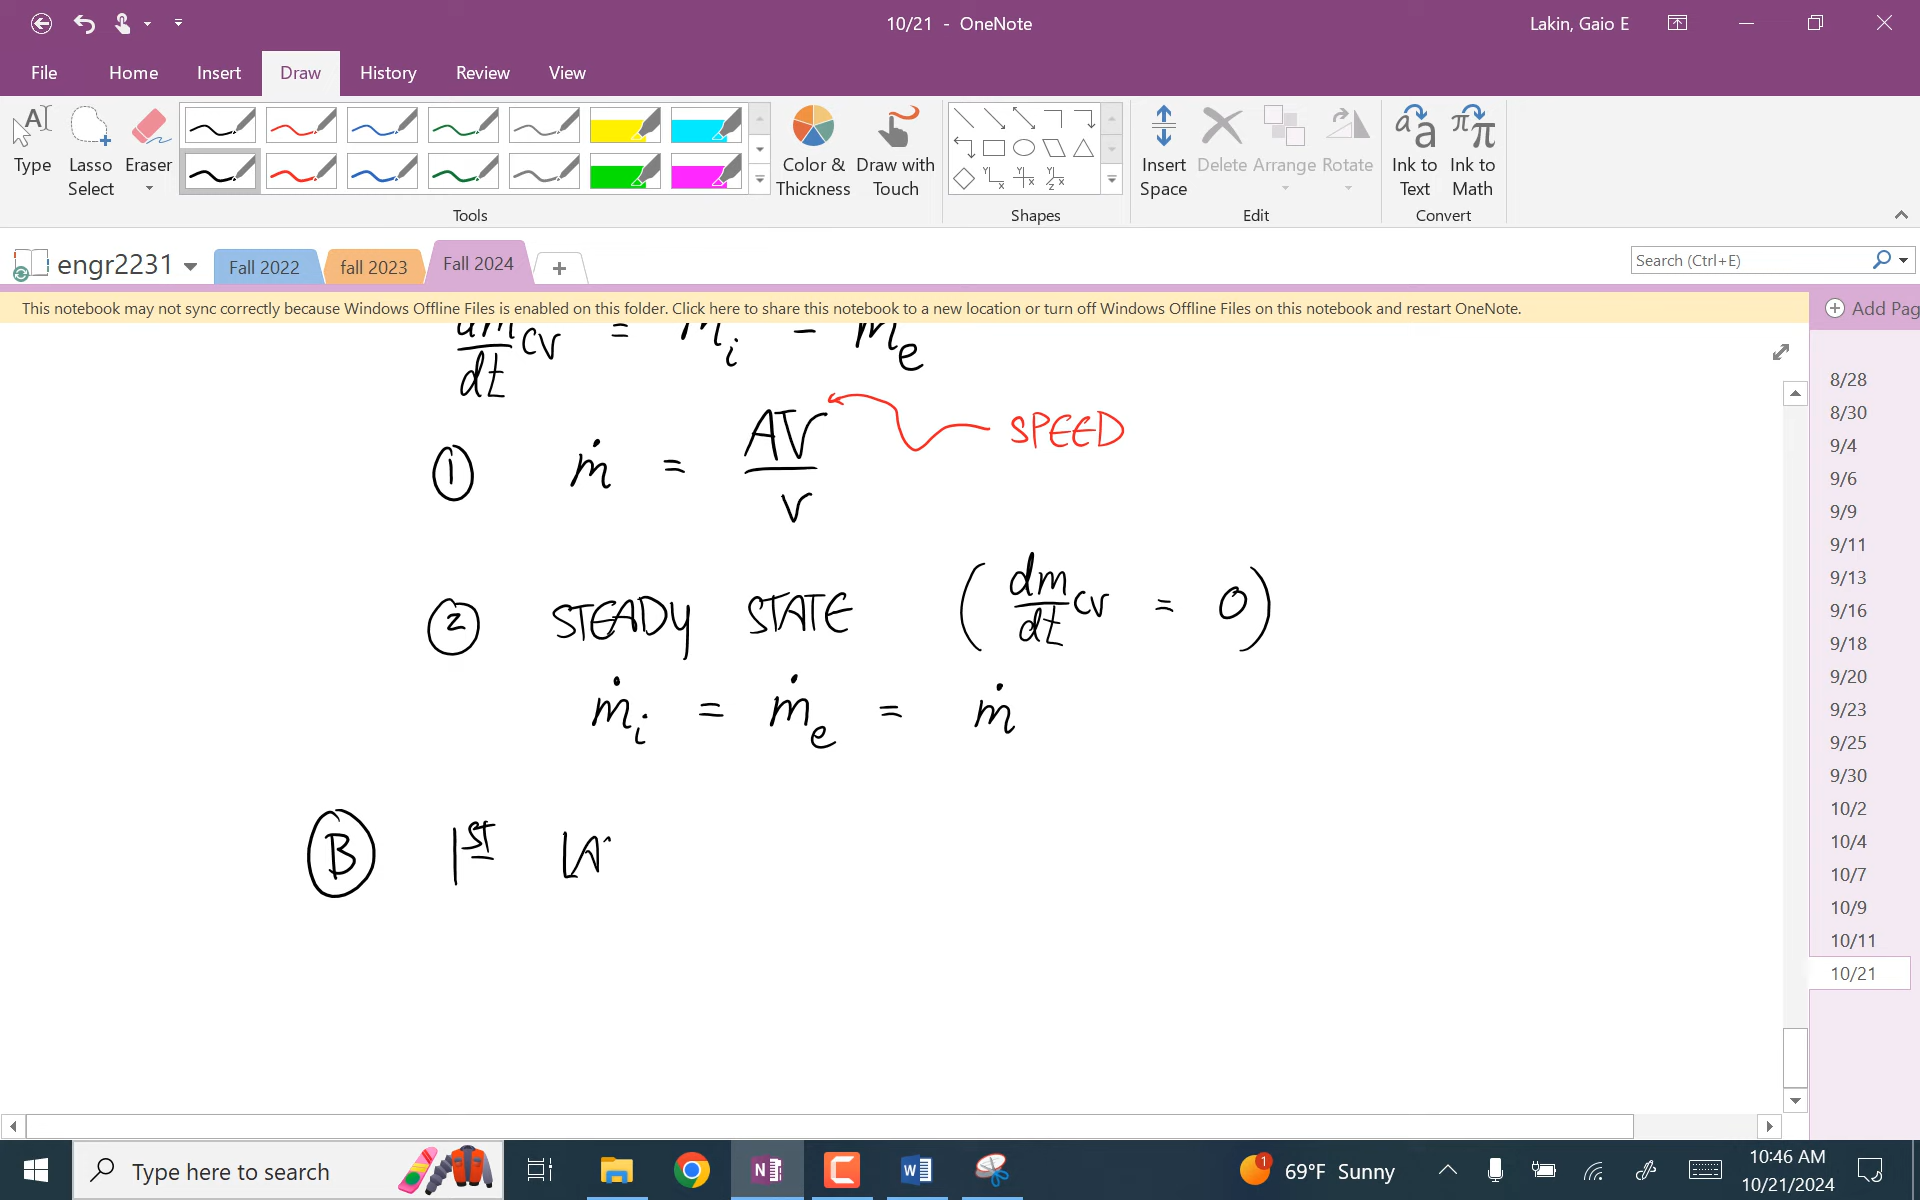 10/21 - OneNote
Lakin, Gaio E
File Home Insert Draw History Review View
Type
Lasso Select
Eraser
Color & Thickness
Draw with Touch
Insert Space
Delete
Arrange
Rotate
Ink to Text
Ink to Math
Tools
Shapes
Edit
Convert
engr2231
Fall 2022
fall 2023
Fall 2024
Search (Ctrl+E)
This notebook may not sync correctly because Windows Offline Files is enabled on this folder. Click here to share this notebook to a new location or turn off Windows Offline Files on this notebook and restart OneNote.
Add Pag
dm/dt cv = ṁi - ṁe
① ṁ = AV/v SPEED
② STEADY STATE (dm/dt cv = 0)
ṁi = ṁe = ṁ
Ⓑ 1st
8/28
8/30
9/4
9/6
9/9
9/11
9/13
9/16
9/18
9/20
9/23
9/25
9/30
10/2
10/4
10/7
10/9
10/11
10/21
Type here to search
69°F Sunny
10:46 AM
10/21/2024